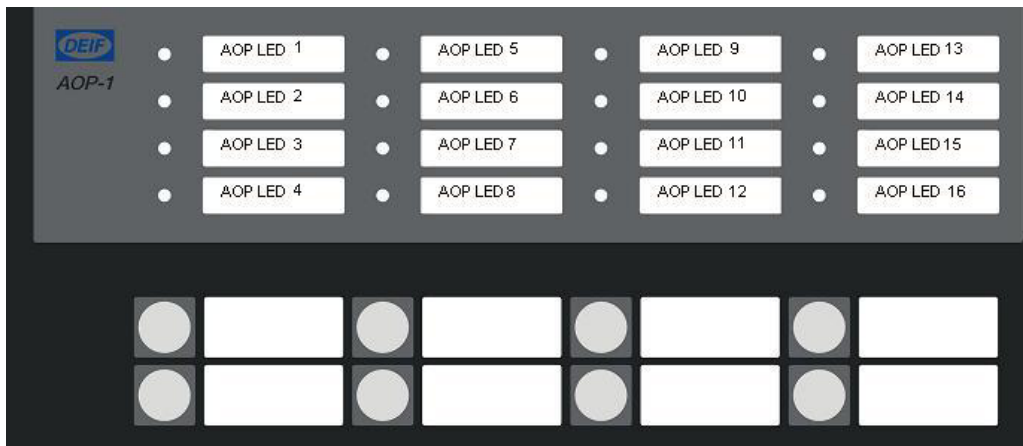 DEIF
AOP-1
AOP LED 1
AOP LED 2
AOP LED 3
AOP LED 4
AOP LED 5
AOP LED 6
AOP LED 7
AOP LED 8
AOP LED 9
AOP LED 10
AOP LED 11
AOP LED 12
AOP LED 13
AOP LED 14
AOP LED 15
AOP LED 16